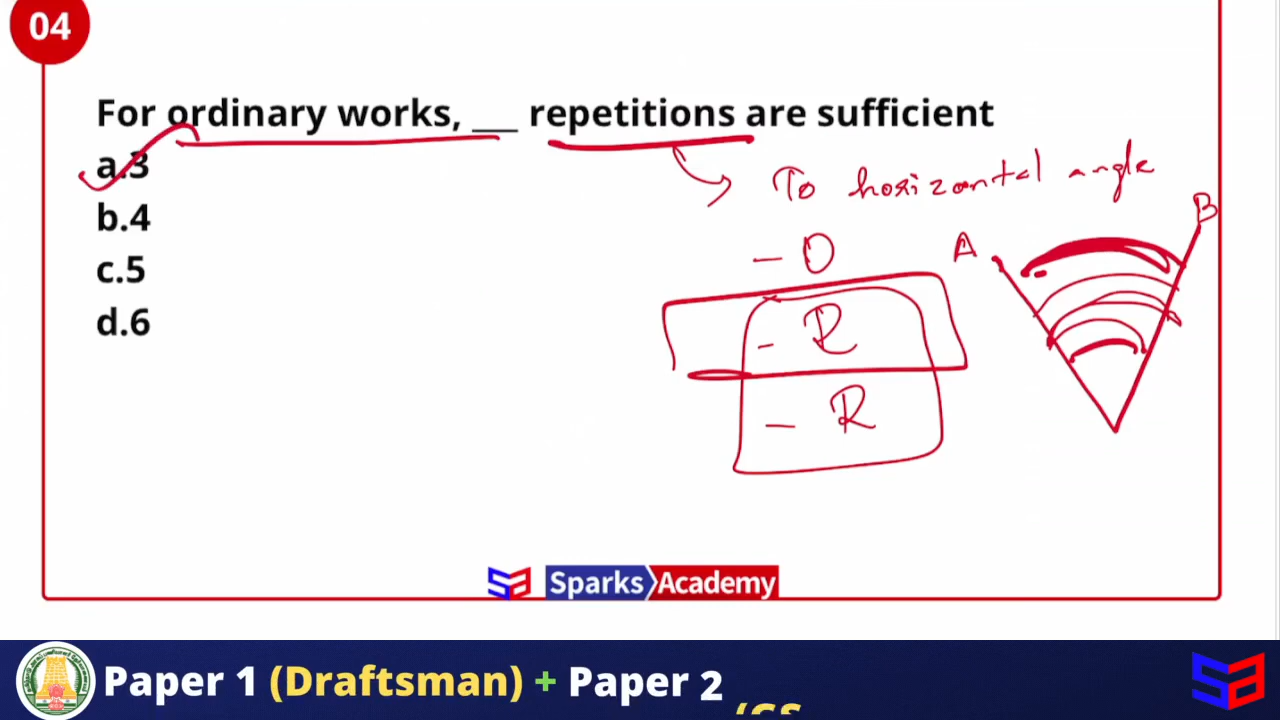 04
For ordinary works, ___ repetitions are sufficient
a.3
b.4
c.5
d.6
To horizontal angle
A
B
- O
- R
- R
Sparks Academy
Paper 1 (Draftsman) + Paper 2